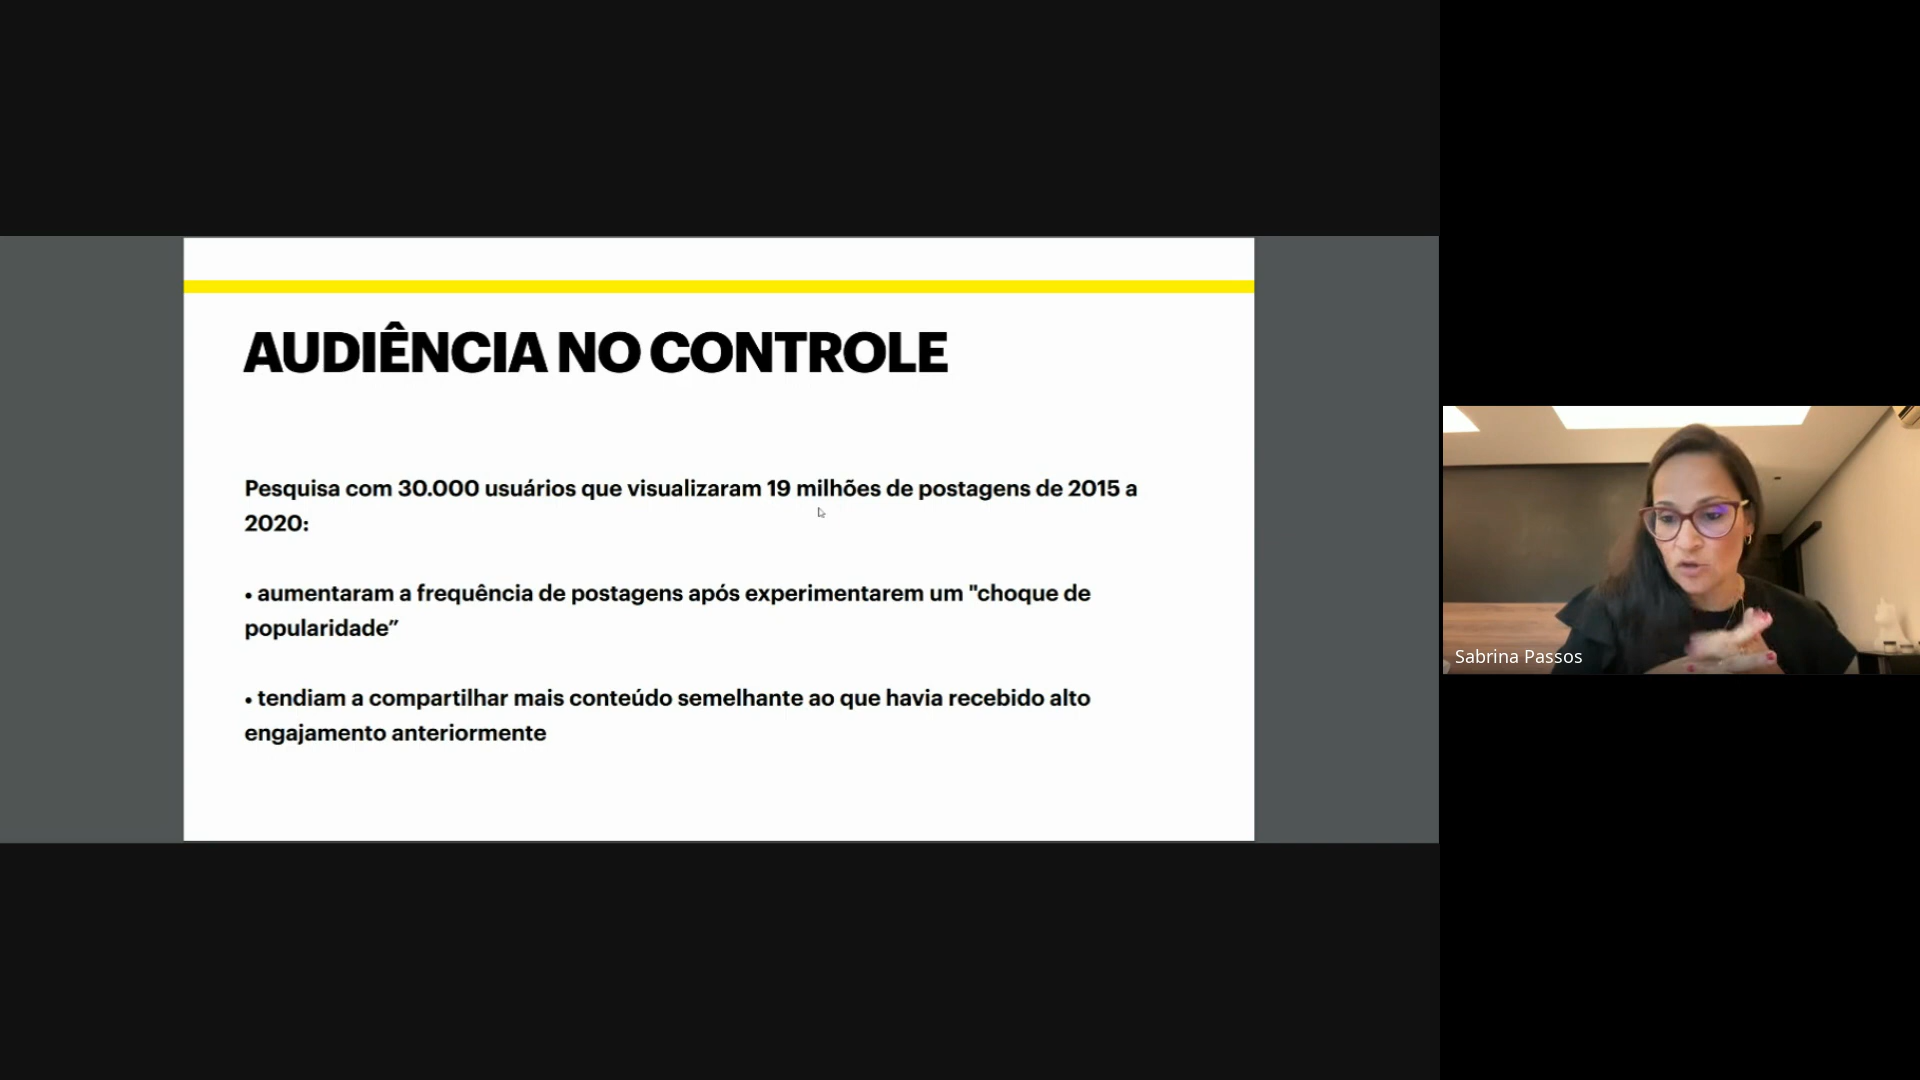 AUDIÊNCIA NO CONTROLE
Pesquisa com 30.000 usuários que visualizaram 19 milhões de postagens de 2015 a
2020:
• aumentaram a frequência de postagens após experimentarem um "choque de
popularidade”
• tendiam a compartilhar mais conteúdo semelhante ao que havia recebido alto
engajamento anteriormente
Sabrina Passos